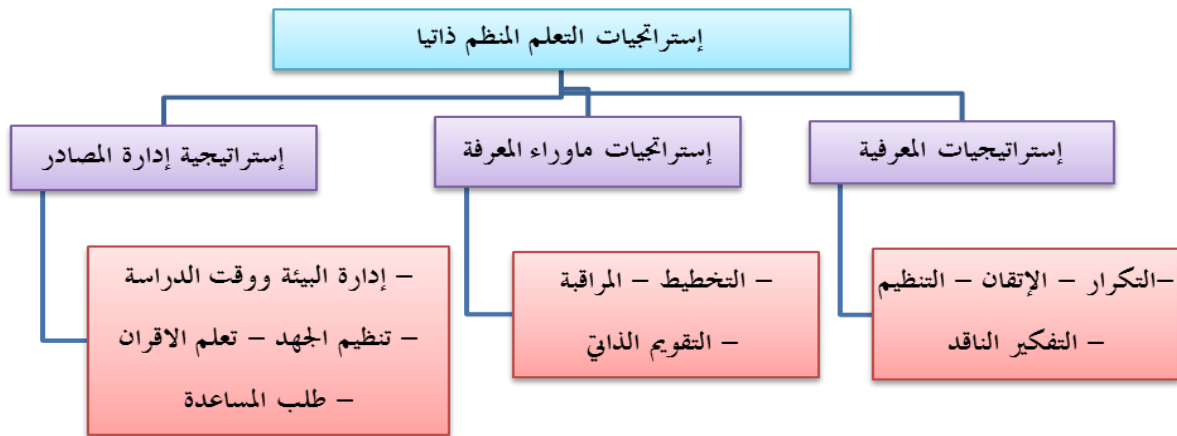 إستراتجيات التعلم المنظم ذاتيا
إستراتيجيات المعرفية
إستراتجيات ماوراء المعرفة
إستراتيجية إدارة المصادر
–التكرار – الإتقان – التنظيم
– التفكير الناقد
– التخطيط – المراقبة
– التقويم الذاتي
– إدارة البيئة ووقت الدراسة
– تنظيم الجهد – تعلم الاقران
– طلب المساعدة